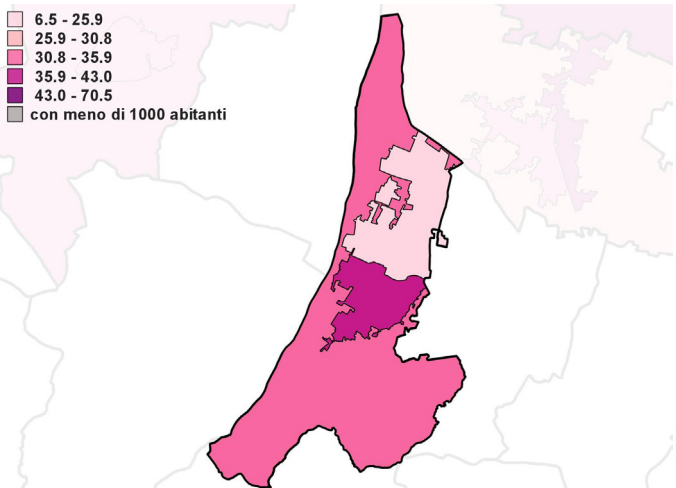 6.5 - 25.9
25.9 - 30.8
30.8 - 35.9
35.9 - 43.0
43.0 - 70.5
con meno di 1000 abitanti